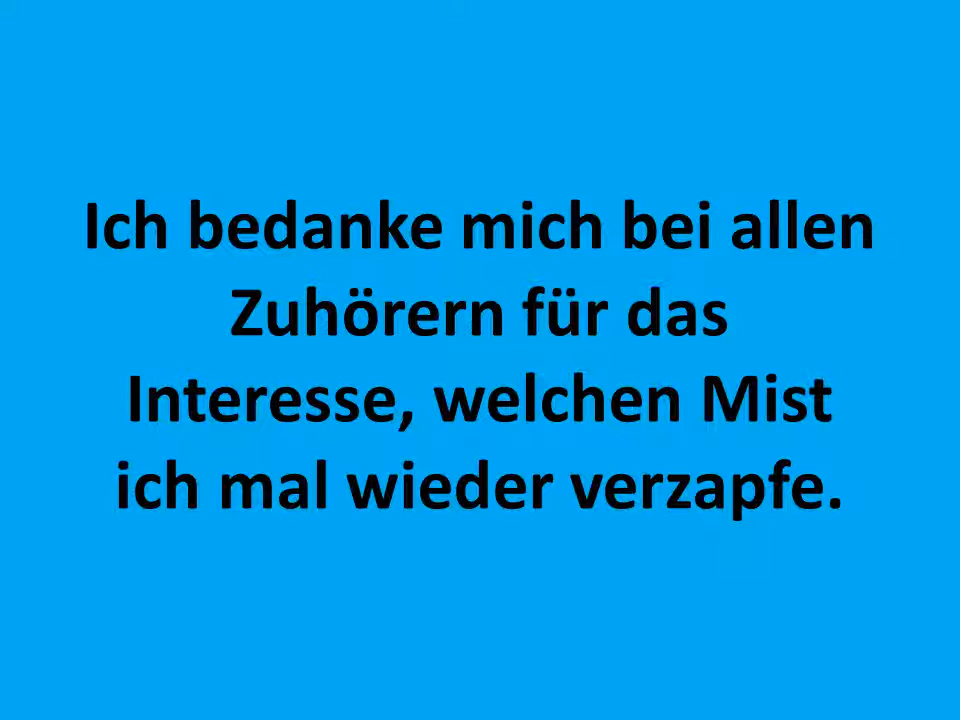 Ich bedanke mich bei allen
Zuhörern für das
Interesse, welchen Mist
ich mal wieder verzapfe.